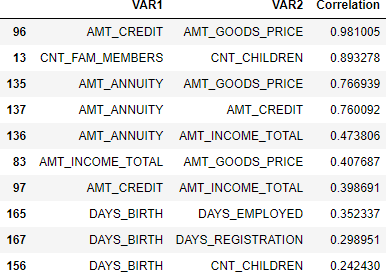 VAR1 VAR2 Correlation
96 AMT_CREDIT AMT_GOODS_PRICE 0.981005
13 CNT_FAM_MEMBERS CNT_CHILDREN 0.893278
135 AMT_ANNUITY AMT_GOODS_PRICE 0.766939
137 AMT_ANNUITY AMT_CREDIT 0.760092
136 AMT_ANNUITY AMT_INCOME_TOTAL 0.473806
83 AMT_INCOME_TOTAL AMT_GOODS_PRICE 0.407687
97 AMT_CREDIT AMT_INCOME_TOTAL 0.398691
165 DAYS_BIRTH DAYS_EMPLOYED 0.352337
167 DAYS_BIRTH DAYS_REGISTRATION 0.298951
156 DAYS_BIRTH CNT_CHILDREN 0.242430